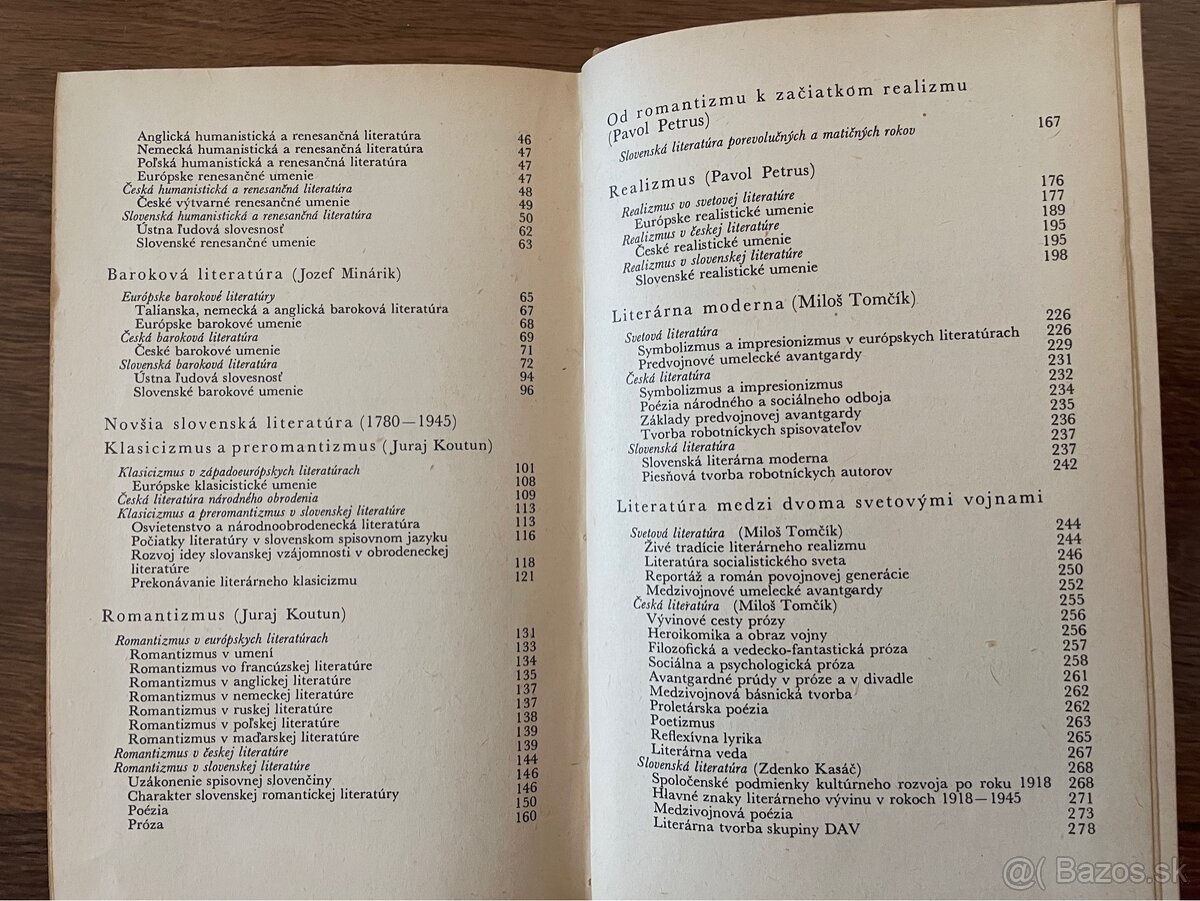 Anglická humanistická a renesančná literatúra 46
Nemecká humanistická a renesančná literatúra 47
Poľská humanistická a renesančná literatúra 47
Európske renesančné umenie 47
Česká humanistická a renesančná literatúra 48
České výtvarné renesančné umenie 49
Slovenská humanistická a renesančná literatúra 50
Ústna ľudová slovesnosť 62
Slovenské renesančné umenie 63
Baroková literatúra (Jozef Minárik)
Európske barokové literatúry 65
Talianska, nemecká a anglická baroková literatúra 67
Európske barokové umenie 68
Česká baroková literatúra 69
České barokové umenie 71
Slovenská baroková literatúra 72
Ústna ľudová slovesnosť 94
Slovenské barokové umenie 96
Novšia slovenská literatúra (1780—1945)
Klasicizmus a preromantizmus (Juraj Koutun)
Klasicizmus v západoeurópskych literatúrach 101
Európske klasicistické umenie 108
Česká literatúra národného obrodenia 109
Klasicizmus a preromantizmus v slovenskej literatúre 113
Osvietenstvo a národnoobrodenecká literatúra 113
Počiatky literatúry v slovenskom spisovnom jazyku 116
Rozvoj idey slovanskej vzájomnosti v obrodeneckej
literatúre 118
Prekonávanie literárneho klasicizmu 121
Romantizmus (Juraj Koutun)
Romantizmus v európskych literatúrach 131
Romantizmus v umení 133
Romantizmus vo francúzskej literatúre 134
Romantizmus v anglickej literatúre 135
Romantizmus v nemeckej literatúre 137
Romantizmus v ruskej literatúre 137
Romantizmus v poľskej literatúre 138
Romantizmus v maďarskej literatúre 139
Romantizmus v českej literatúre 139
Romantizmus v slovenskej literatúre 144
Uzákonenie spisovnej slovenčiny 146
Charakter slovenskej romantickej literatúry 146
Poézia 150
Próza 160
Od romantizmu k začiatkom realizmu
(Pavol Petrus)
Slovenská literatúra porevolučných a matičných rokov 167
Realizmus (Pavol Petrus)
Realizmus vo svetovej literatúre 176
Európske realistické umenie 177
Realizmus v českej literatúre 189
České realistické umenie 195
Realizmus v slovenskej literatúre 195
Slovenské realistické umenie 198
Literárna moderna (Miloš Tomčík)
Svetová literatúra 226
Symbolizmus a impresionizmus v európskych literatúrach 226
Predvojnové umelecké avantgardy 229
Česká literatúra 231
Symbolizmus a impresionizmus 232
Poézia národného a sociálneho odboja 234
Základy predvojnovej avantgardy 235
Tvorba robotníckych spisovateľov 236
Slovenská literatúra 237
Slovenská literárna moderna 237
Piesňová tvorba robotníckych autorov 242
Literatúra medzi dvoma svetovými vojnami
Svetová literatúra (Miloš Tomčík) 244
Živé tradície literárneho realizmu 244
Literatúra socialistického sveta 246
Reportáž a román povojnovej generácie 250
Medzivojnové umelecké avantgardy 252
Česká literatúra (Miloš Tomčík) 255
Vývinové cesty prózy 256
Heroikomika a obraz vojny 256
Filozofická a vedecko-fantastická próza 257
Sociálna a psychologická próza 258
Avantgardné prúdy v próze a v divadle 261
Medzivojnová básnická tvorba 262
Proletárska poézia 262
Poetizmus 263
Reflexívna lyrika 265
Literárna veda 267
Slovenská literatúra (Zdenko Kasáč) 268
Spoločenské podmienky kultúrneho rozvoja po roku 1918 268
Hlavné znaky literárneho vývinu v rokoch 1918—1945 271
Medzivojnová poézia 273
Literárna tvorba skupiny DAV 278
@( Bazos.sk